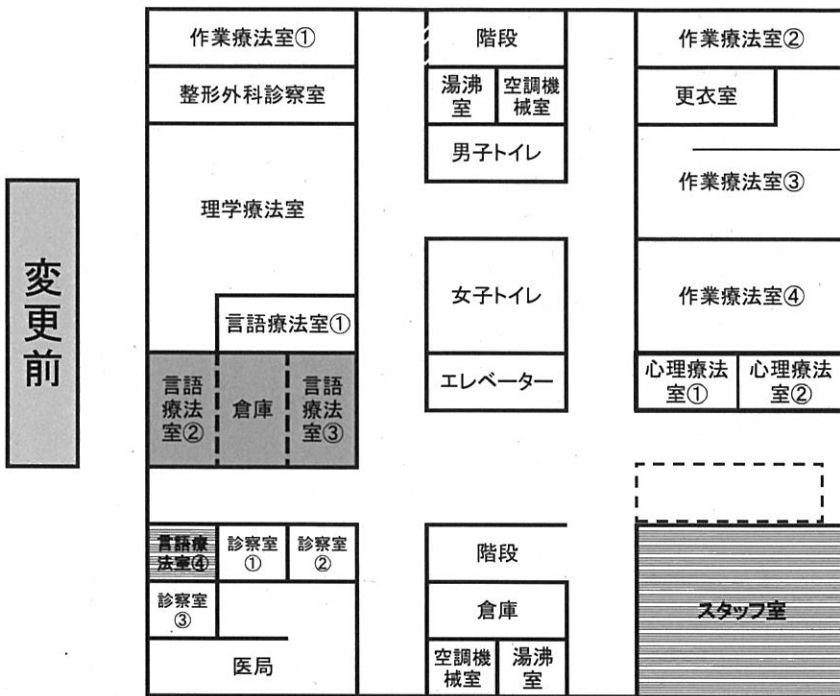 変更前
作業療法室①
整形外科診察室
理学療法室
言語療法室①
言語
療法
室②
倉庫
言語
療法
室③
言語療
法室④
診察室
①
診察室
②
診察室
③
医局
階段
湯沸
室
空調機
械室
男子トイレ
女子トイレ
エレベーター
階段
倉庫
空調機
械室
湯沸
室
作業療法室②
更衣室
作業療法室③
作業療法室④
心理療法
室①
心理療法
室②
スタッフ室